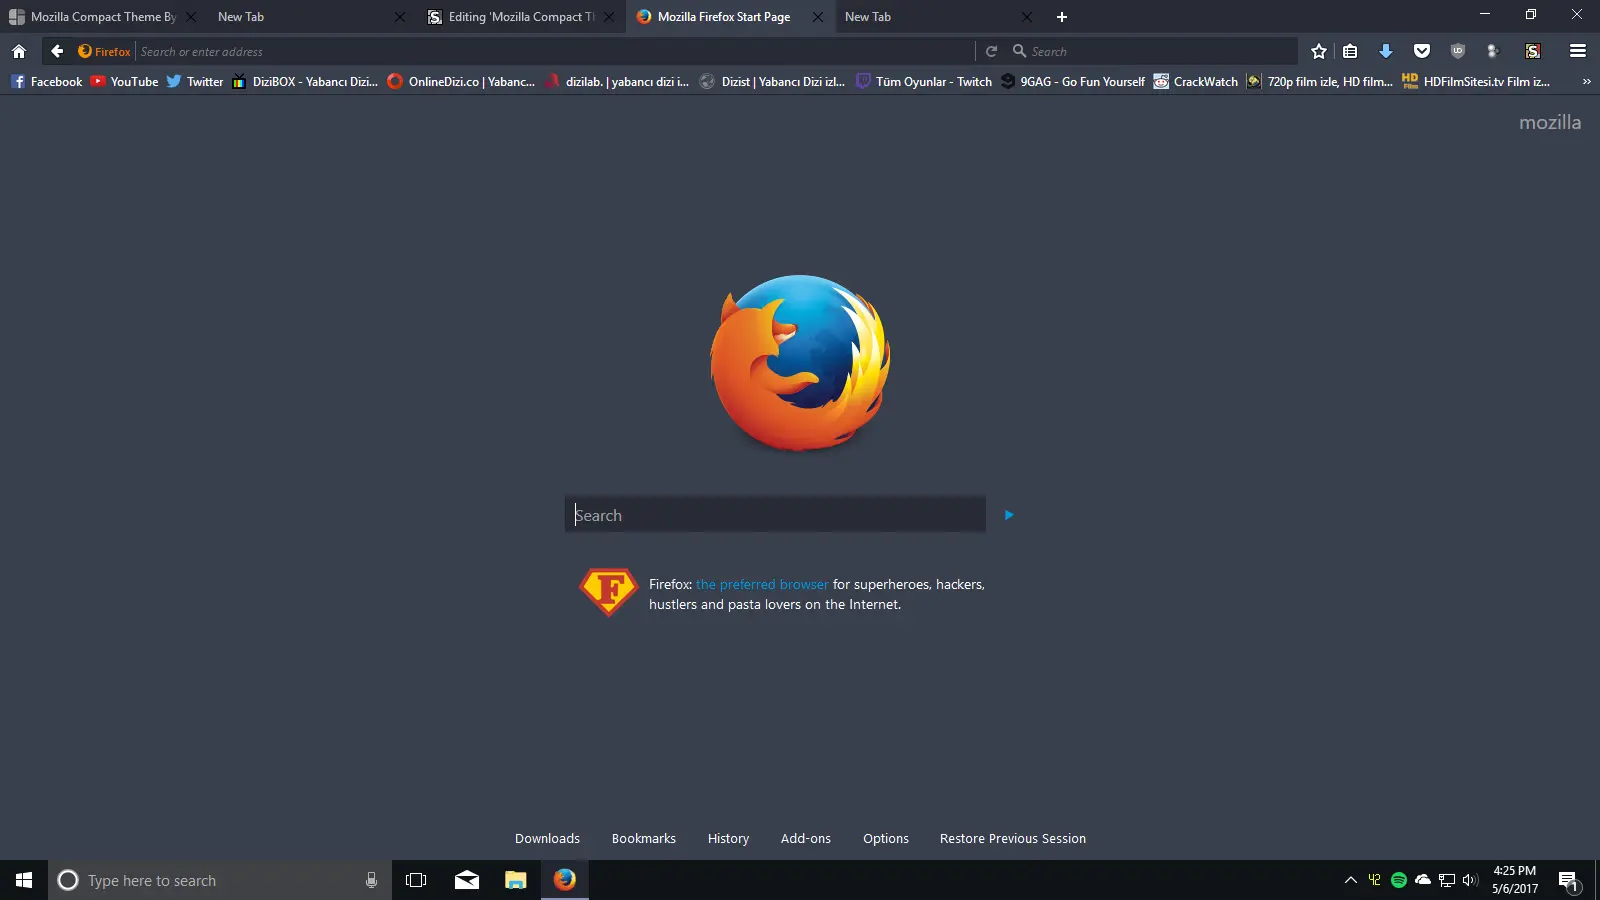 Mozilla Compact Theme By
New Tab
Editing 'Mozilla Compact Th
Mozilla Firefox Start Page
New Tab
Firefox
Search or enter address
Search
Facebook
YouTube
Twitter
DiziBOX - Yabancı Dizi...
OnlineDizi.co | Yabanc...
dizilab. | yabancı dizi i...
Dizist | Yabancı Dizi izl...
Tüm Oyunlar - Twitch
9GAG - Go Fun Yourself
CrackWatch
720p film izle, HD film...
HDFilmSitesi.tv Film iz...
mozilla
Search
F
Firefox: the preferred browser for superheroes, hackers,
hustlers and pasta lovers on the Internet.
Downloads
Bookmarks
History
Add-ons
Options
Restore Previous Session
Type here to search
42
4:25 PM
5/6/2017
1